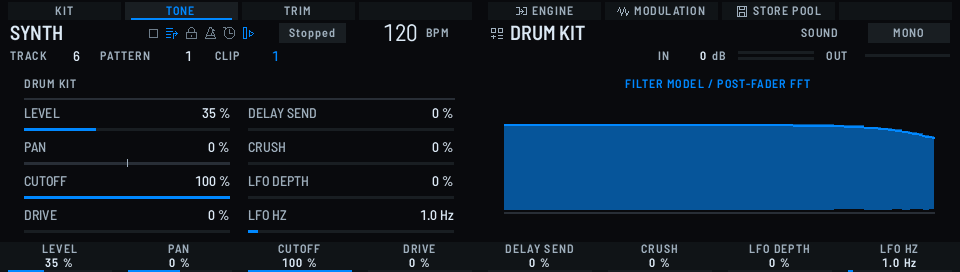 KIT TONE TRIM ENGINE MODULATION STORE POOL
SYNTH Stopped 120 BPM DRUM KIT SOUND MONO
TRACK 6 PATTERN 1 CLIP 1 IN 0 dB OUT
DRUM KIT FILTER MODEL / POST-FADER FFT
LEVEL 35 % DELAY SEND 0 %
PAN 0 % CRUSH 0 %
CUTOFF 100 % LFO DEPTH 0 %
DRIVE 0 % LFO HZ 1.0 Hz
LEVEL PAN CUTOFF DRIVE DELAY SEND CRUSH LFO DEPTH LFO HZ
35 % 0 % 100 % 0 % 0 % 0 % 0 % 1.0 Hz